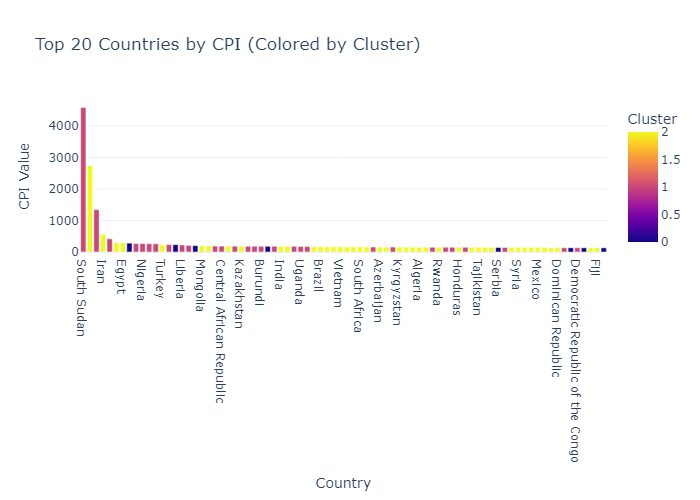 Top 20 Countries by CPI (Colored by Cluster)
CPI Value
4000
3000
2000
1000
0
South Sudan
Iran
Egypt
Nigeria
Turkey
Liberia
Mongolia
Central African Republic
Kazakhstan
Burundi
India
Uganda
Brazil
Vietnam
South Africa
Azerbaijan
Kyrgyzstan
Algeria
Rwanda
Honduras
Tajikistan
Serbia
Syria
Mexico
Dominican Republic
Democratic Republic of the Congo
Fiji
Country
Cluster
2
1.5
1
0.5
0